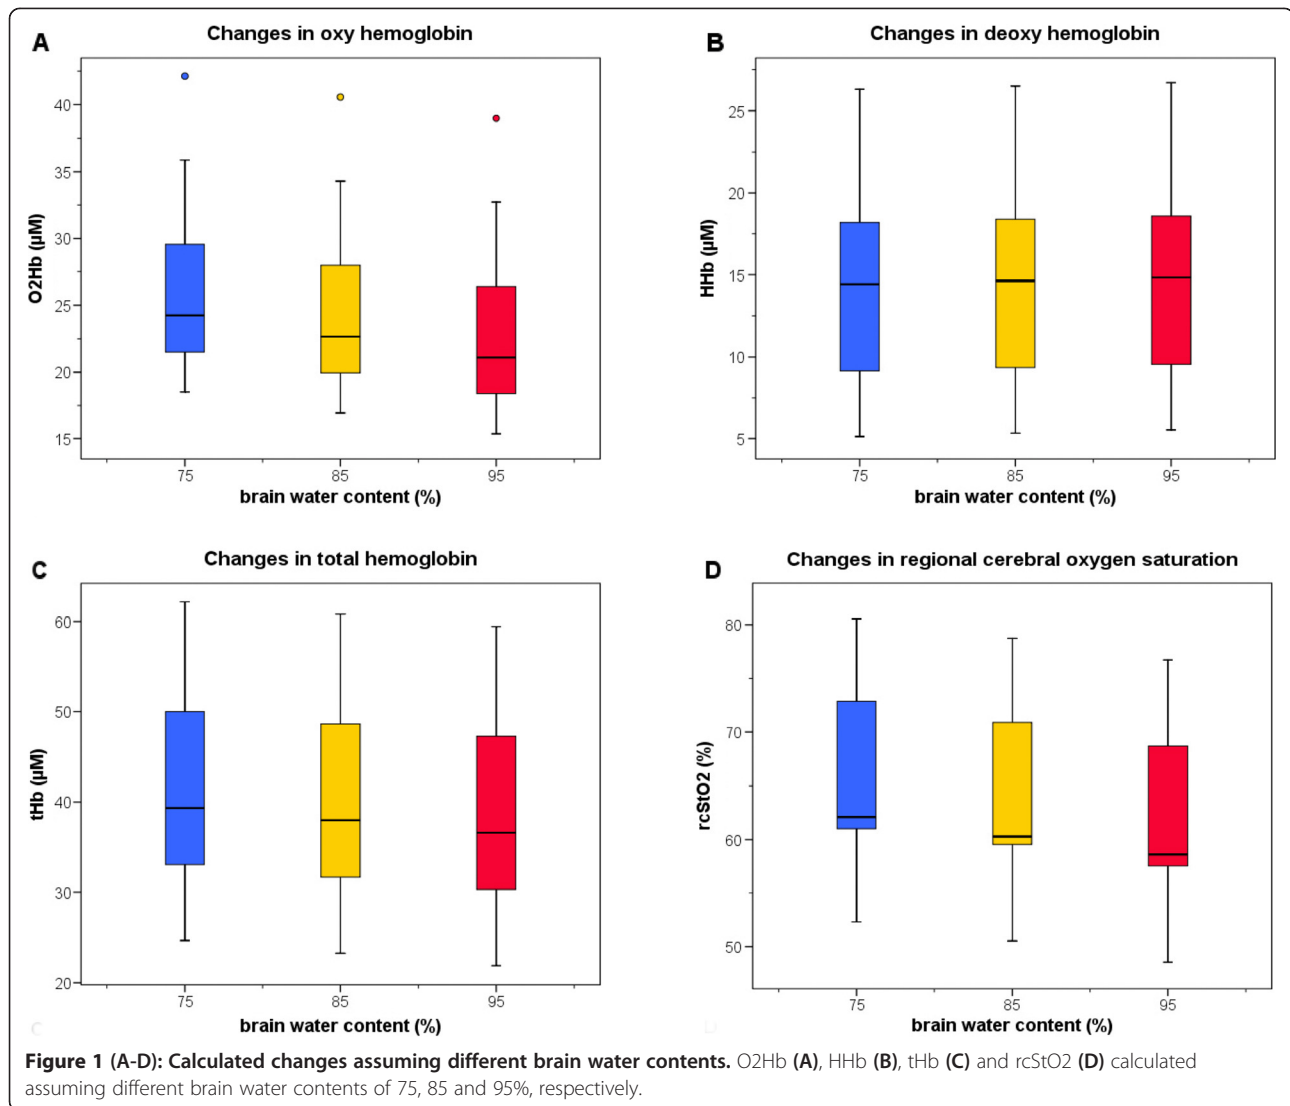 A
Changes in oxy hemoglobin
40
35
30
25
20
15
O2Hb (µM)
75 85 95
brain water content (%)
B
Changes in deoxy hemoglobin
25
20
15
10
5
HHb (µM)
75 85 95
brain water content (%)
C
Changes in total hemoglobin
60
50
40
30
20
tHb (µM)
75 85 95
brain water content (%)
C
D
Changes in regional cerebral oxygen saturation
80
70
60
50
rcStO2 (%)
75 85 95
brain water content (%)
D
Figure 1 (A-D): Calculated changes assuming different brain water contents. O2Hb (A), HHb (B), tHb (C) and rcStO2 (D) calculated
assuming different brain water contents of 75, 85 and 95%, respectively.